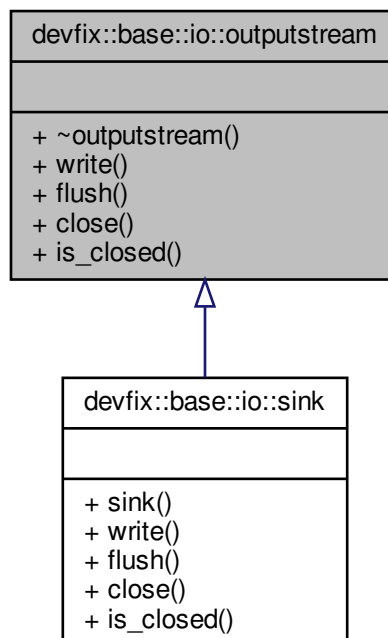 devfix::base::io::outputstream
+ ~outputstream()
+ write()
+ flush()
+ close()
+ is_closed()
devfix::base::io::sink
+ sink()
+ write()
+ flush()
+ close()
+ is_closed()